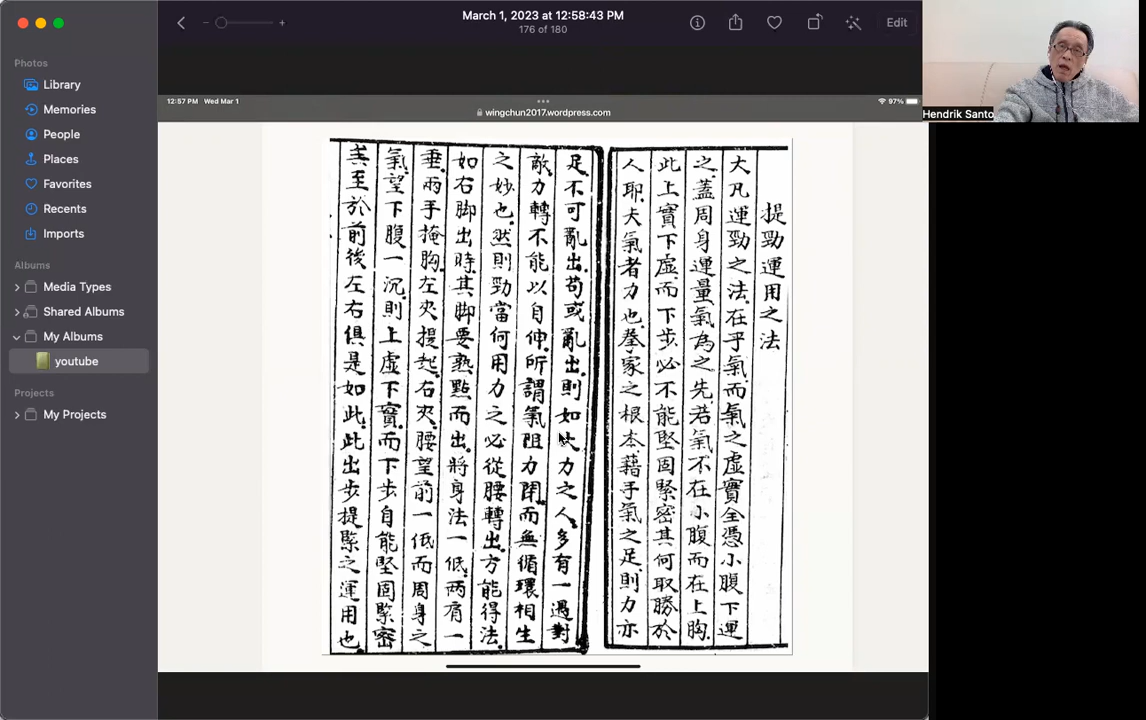 March 1, 2023 at 12:58:43 PM
176 of 180
Edit
Photos
Library
Memories
People
Places
Favorites
Recents
Imports
Albums
Media Types
Shared Albums
My Albums
youtube
Projects
My Projects
12:57 PM Wed Mar 1
97%
wingchun2017.wordpress.com
提勁運用之法
大凡運勁之法.在乎氣.而氣之虛實全憑小腹下運
之.蓋周身運量氣為之先.若氣不在小腹而在上胸.
此上實下虛.而下步必不能堅固緊密其何取勝於
人耶.夫氣者力也.拳家之根本.藉手氣之足.則力亦
足.不可亂出.苟或亂出.則如此力之人.多有一遇對
敵.力轉不能以自伸.所謂氣阻力閉.而無循環相生
之妙也.然則勁當何用力之必從腰轉出.方能得法.
如右脚出時.其脚要熟點而出.將身法一低.兩肩一
垂.兩手掩胸.左夾提起.右夾腰望前一低而周身之
氣.望下腹一沉.則上虛下實.而下步自能堅固緊密
美至於前後左右俱是如此.此出步提緊之運用也.
Hendrik Santo